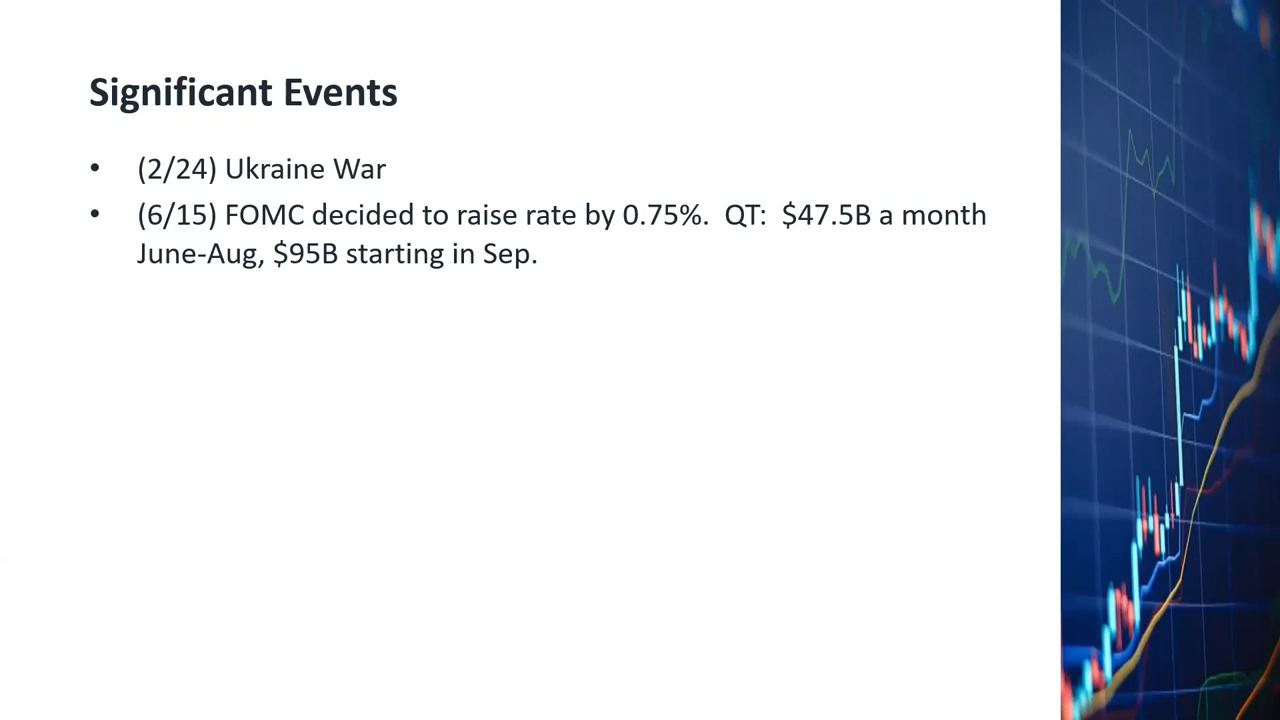 Significant Events
• (2/24) Ukraine War
• (6/15) FOMC decided to raise rate by 0.75%.  QT:  $47.5B a month
June-Aug, $95B starting in Sep.